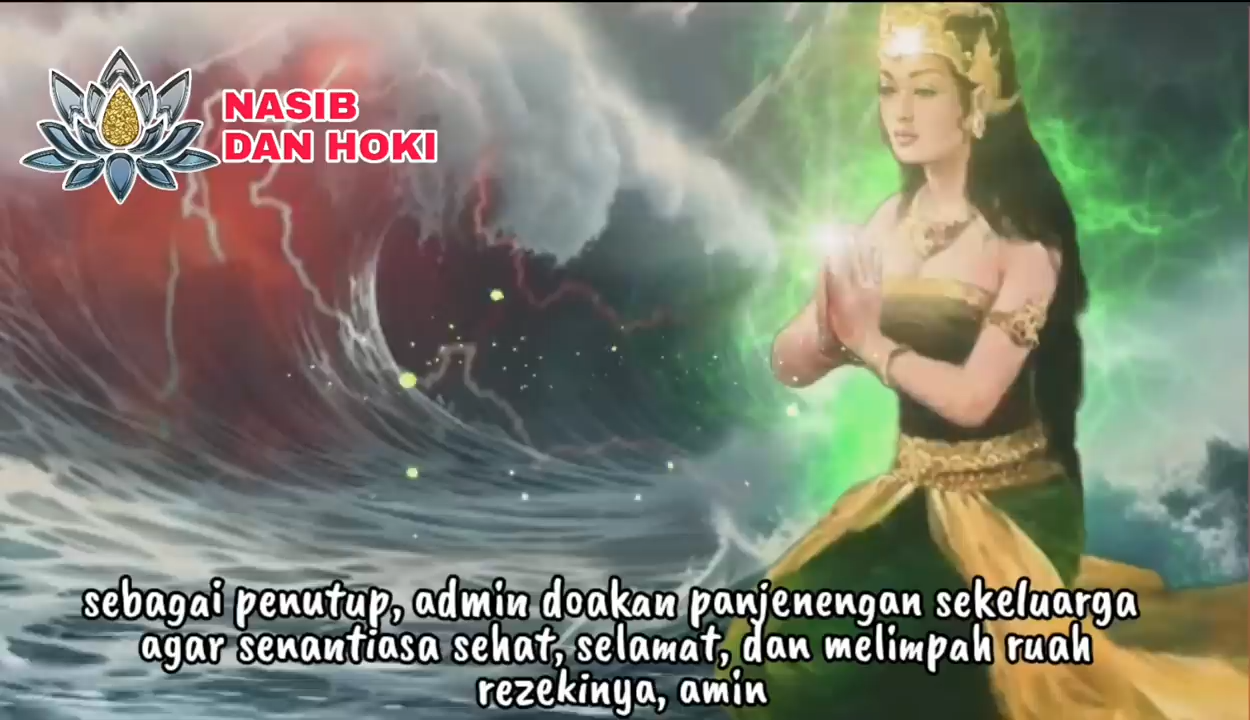 NASIB
DAN HOKI
sebagai penutup, admin doakan panjenengan sekeluarga
agar senantiasa sehat, selamat, dan melimpah ruah
rezekinya, amin